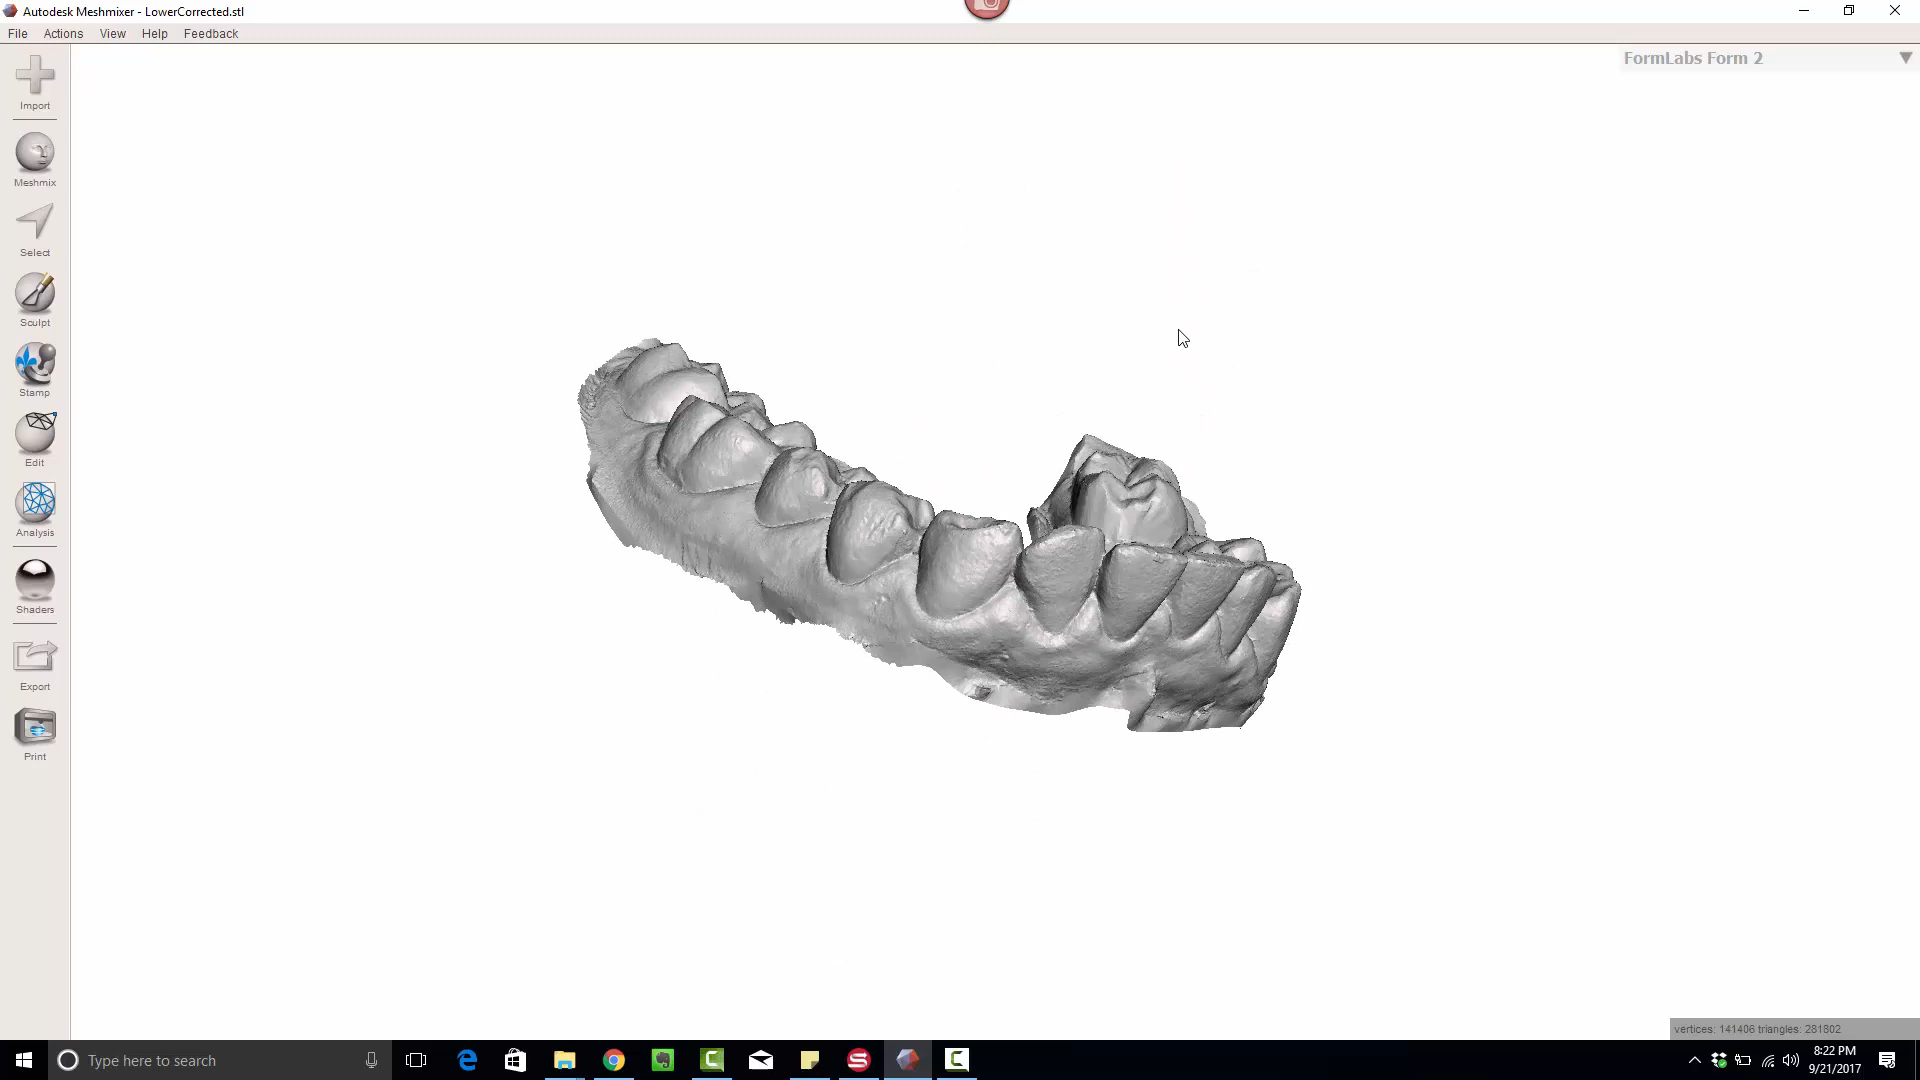 Autodesk Meshmixer - LowerCorrected.stl
File Actions View Help Feedback
FormLabs Form 2
Import
Meshmix
Select
Sculpt
Stamp
Edit
Analysis
Shaders
Export
Print
vertices: 141406 triangles: 281802
Type here to search
8:22 PM
9/21/2017